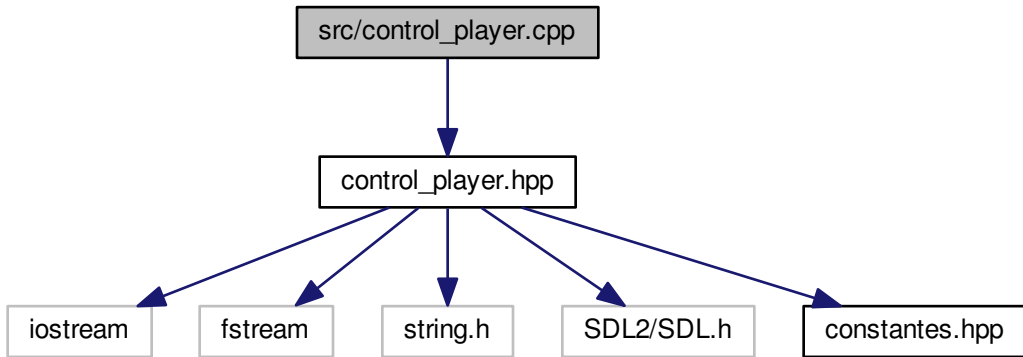 src/control_player.cpp
control_player.hpp
iostream
fstream
string.h
SDL2/SDL.h
constantes.hpp